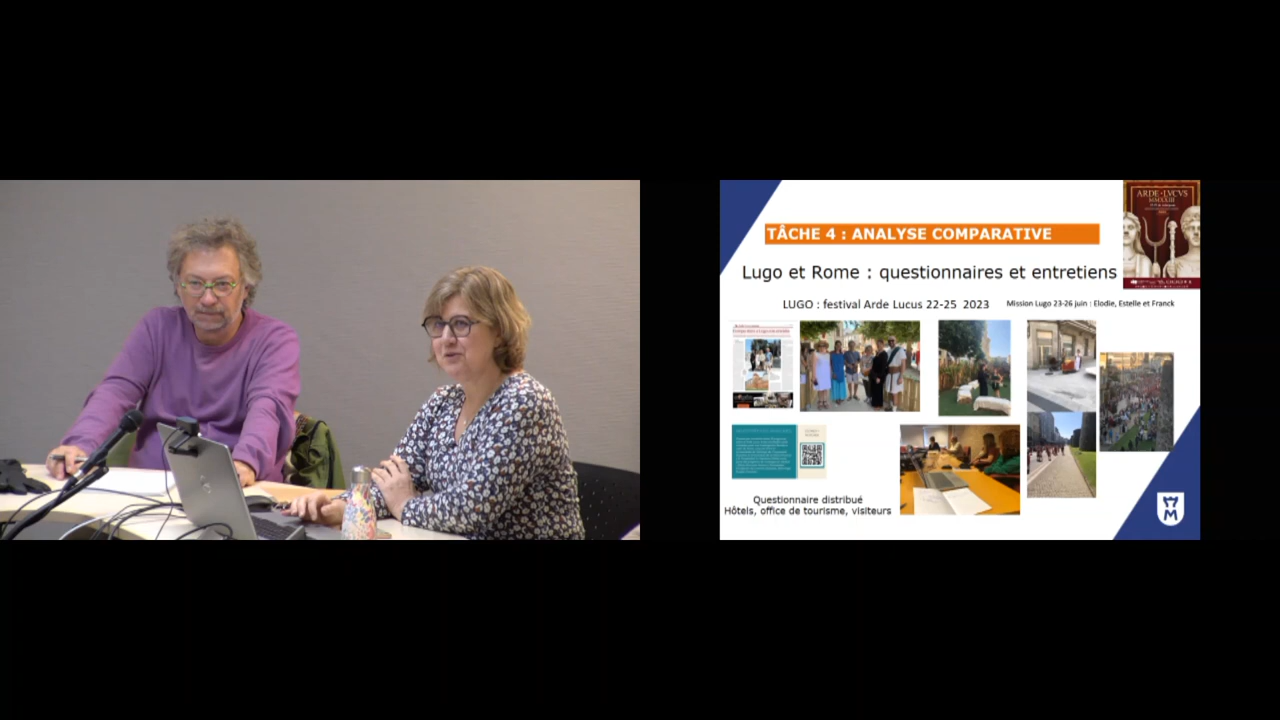 ARDE·LVCVS
MMXXIII
TÂCHE 4 : ANALYSE COMPARATIVE
Lugo et Rome : questionnaires et entretiens
LUGO : festival Arde Lucus 22-25 2023
Mission Lugo 23-26 juin : Elodie, Estelle et Franck
Questionnaire distribué
Hôtels, office de tourisme, visiteurs
M